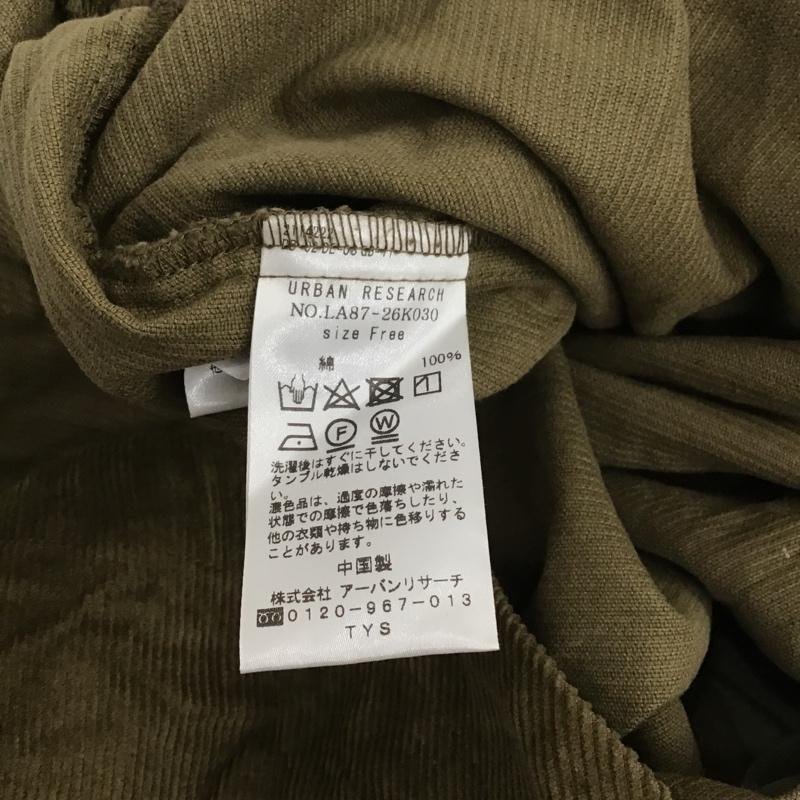 2114222
URBAN RESEARCH
NO.LA87-26K030
size Free
綿 100%
F W
洗濯後はすぐに干してください。
タンブル乾燥はしないでくださ
い。
濃色品は、過度の摩擦や濡れた
状態での摩擦で色落ちしたり、
他の衣類や持ち物に色移りする
ことがあります。
中国製
株式会社 アーバンリサーチ
0120-967-013
TYS